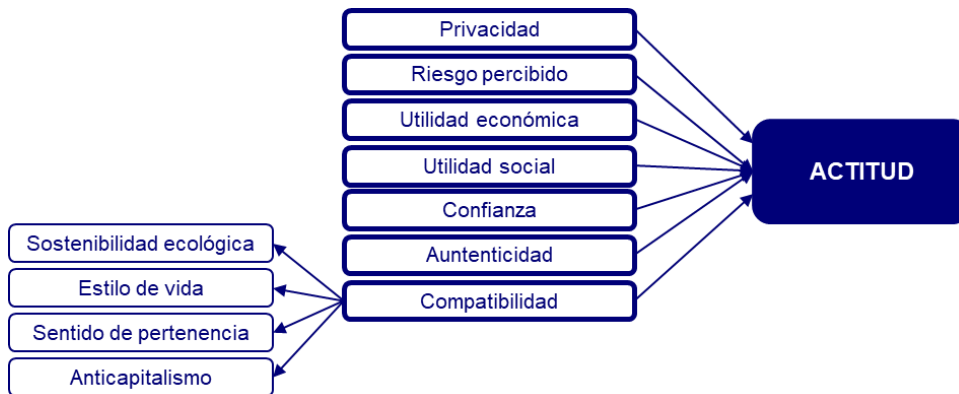 Privacidad
Riesgo percibido
Utilidad económica
Utilidad social
Confianza
Auntenticidad
Compatibilidad
ACTITUD
Sostenibilidad ecológica
Estilo de vida
Sentido de pertenencia
Anticapitalismo